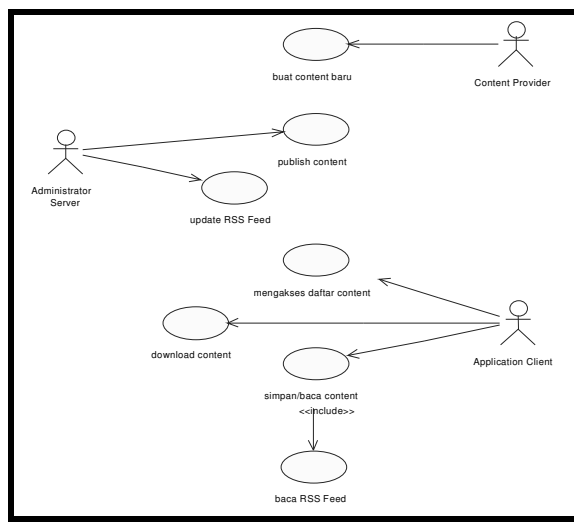 buat content baru
Content Provider
publish content
Administrator
Server
update RSS Feed
mengakses daftar content
download content
Application Client
simpan/baca content
<<include>>
baca RSS Feed